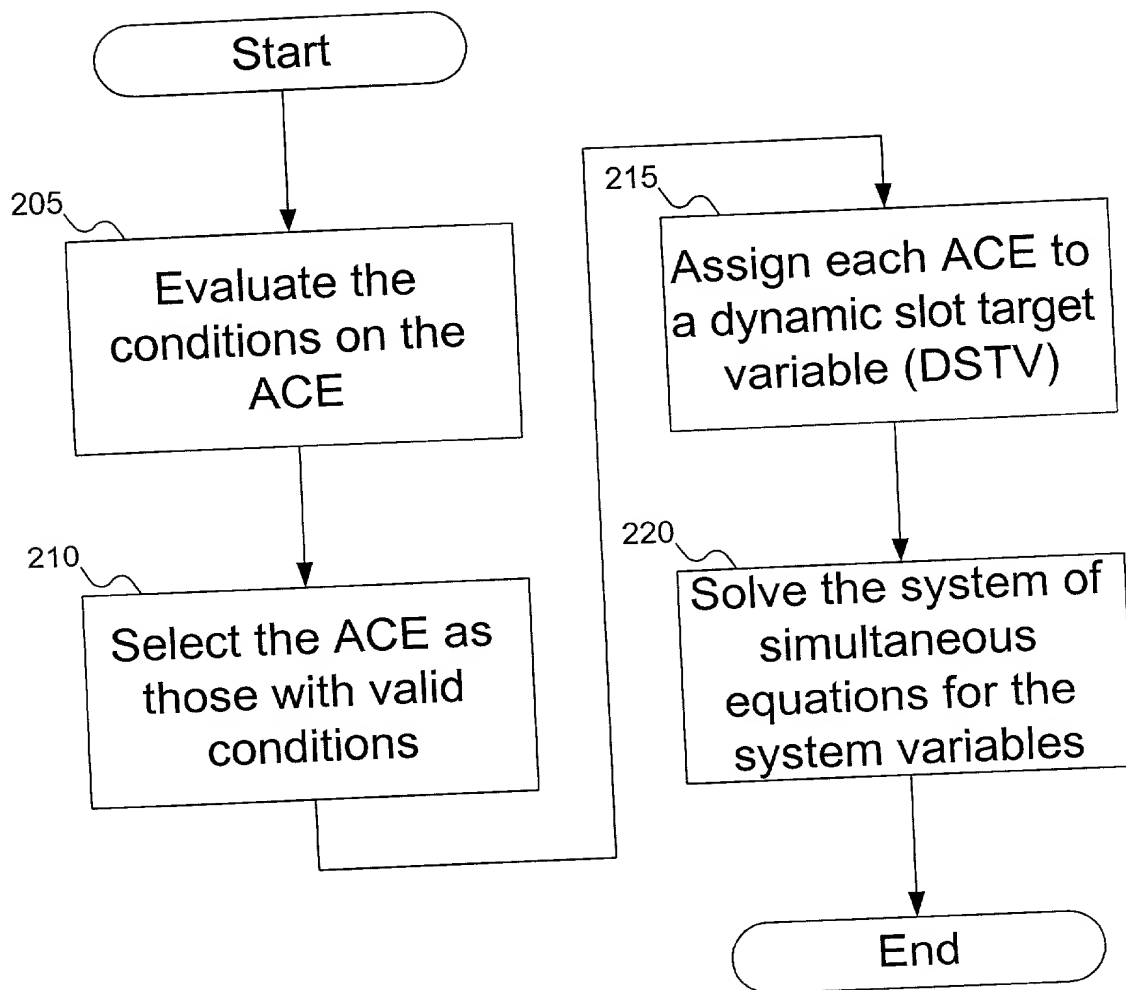 Start
205
Evaluate the
conditions on the
ACE
210
Select the ACE as
those with valid
conditions
215
Assign each ACE to
a dynamic slot target
variable (DSTV)
220
Solve the system of
simultaneous
equations for the
system variables
End